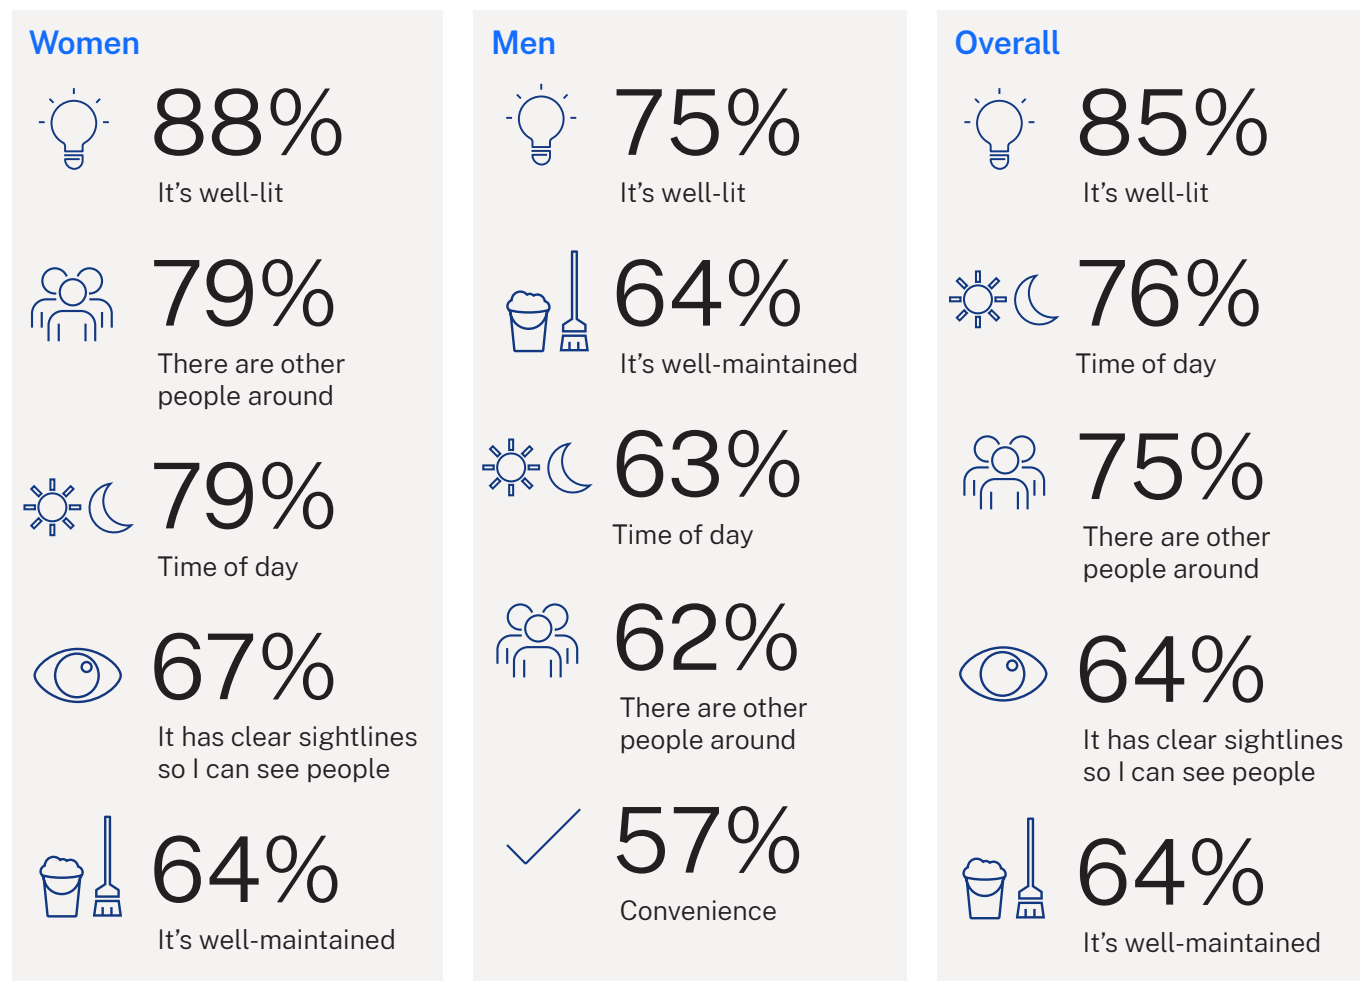 Women
88%
It’s well-lit
79%
There are other
people around
79%
Time of day
67%
It has clear sightlines
so I can see people
64%
It’s well-maintained
Men
75%
It’s well-lit
64%
It’s well-maintained
63%
Time of day
62%
There are other
people around
57%
Convenience
Overall
85%
It’s well-lit
76%
Time of day
75%
There are other
people around
64%
It has clear sightlines
so I can see people
64%
It’s well-maintained